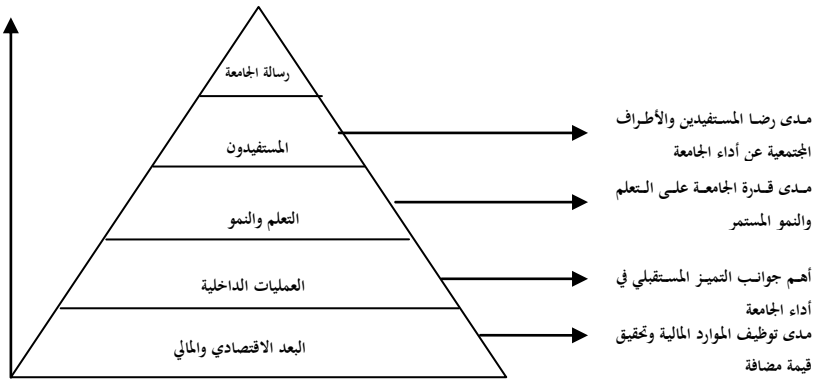 رسالة الجامعة
المستفيدون
التعلم والنمو
العمليات الداخلية
البعد الاقتصادي والمالي
مدى رضا المستفيدين والأطراف
المجتمعية عن أداء الجامعة
مدى قدرة الجامعة على التعلم
والنمو المستمر
أهم جوانب التميز المستقبلي في
أداء الجامعة
مدى توظيف الموارد المالية وتحقيق
قيمة مضافة